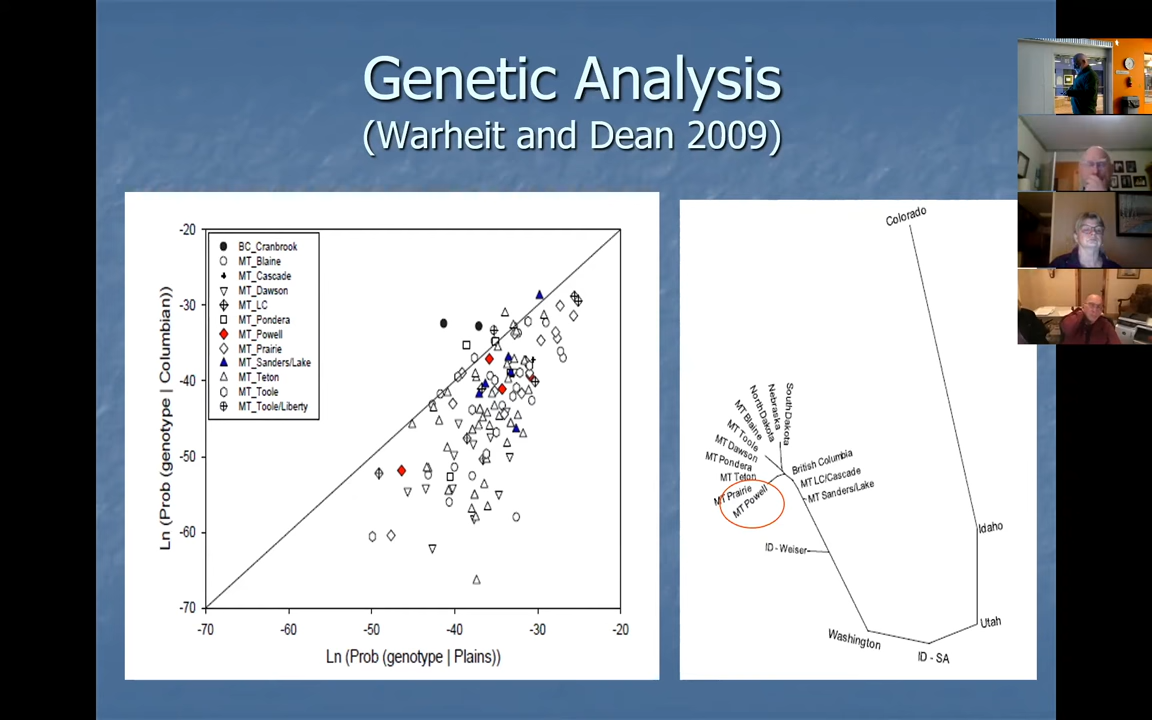 Genetic Analysis
(Warheit and Dean 2009)
Ln (Prob (genotype | Columbian))
-20
-30
-40
-50
-60
-70
BC_Cranbrook
MT_Blaine
MT_Cascade
MT_Dawson
MT_LC
MT_Pondera
MT_Powell
MT_Prairie
MT_Sanders/Lake
MT_Teton
MT_Toole
MT_Toole/Liberty
-70
-60
-50
-40
-30
-20
Ln (Prob (genotype | Plains))
Colorado
South Dakota
Nebraska
North Dakota
MT Blaine
MT Toole
MT Dawson
MT Pondera
MT Teton
MT Prairie
MT Powell
British Columbia
MT LC/Cascade
MT Sanders/Lake
Idaho
ID - Weiser
Utah
Washington
ID - SA